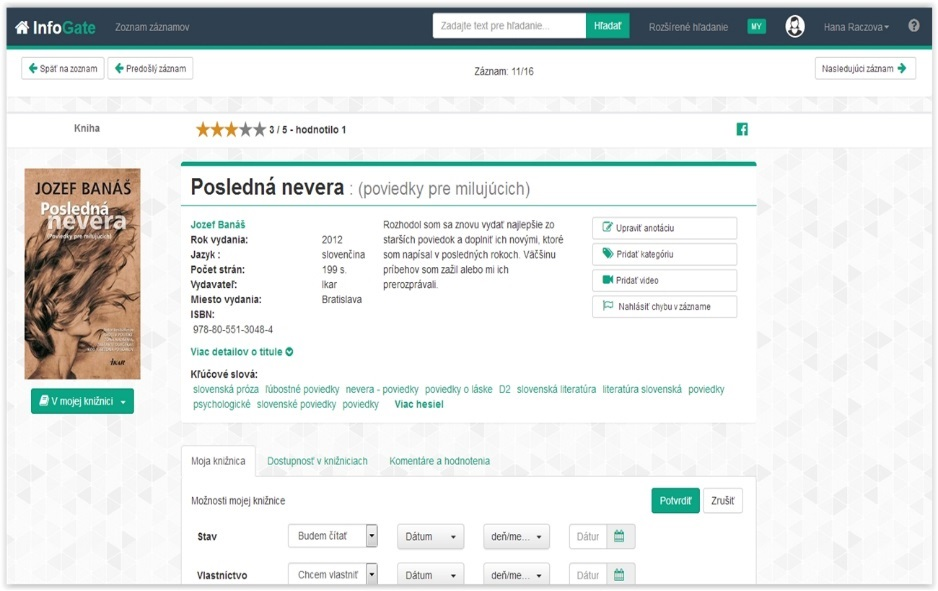 InfoGate Zoznam záznamov Zadajte text pre hľadanie... Hľadať Rozšírené hľadanie MY Hana Raczova ?
Späť na zoznam Predošlý záznam Záznam: 11/16 Nasledujúci záznam
Kniha 3 / 5 - hodnotilo 1
JOZEF BANÁŠ
Posledná
nevera
(poviedky pre milujúcich)
IKAR
V mojej knižnici
Posledná nevera : (poviedky pre milujúcich)
Jozef Banáš
Rok vydania: 2012
Jazyk : slovenčina
Počet strán: 199 s.
Vydavateľ: Ikar
Miesto vydania: Bratislava
ISBN:
978-80-551-3048-4
Rozhodol som sa znovu vydať najlepšie zo
starších poviedok a doplniť ich novými, ktoré
som napísal v posledných rokoch. Väčšinu
príbehov som zažil alebo mi ich
prerozprávali.
Upraviť anotáciu
Pridať kategóriu
Pridať video
Nahlásiť chybu v zázname
Viac detailov o titule
Kľúčové slová:
slovenská próza ľúbostné poviedky nevera - poviedky poviedky o láske D2 slovenská literatúra literatúra slovenská poviedky
psychologické slovenské poviedky poviedky Viac hesiel
Moja knižnica Dostupnosť v knižniciach Komentáre a hodnotenia
Možnosti mojej knižnice Potvrdiť Zrušiť
Stav Budem čítať Dátum deň/me... Dátur
Vlastníctvo Chcem vlastniť Dátum deň/me... Dátur